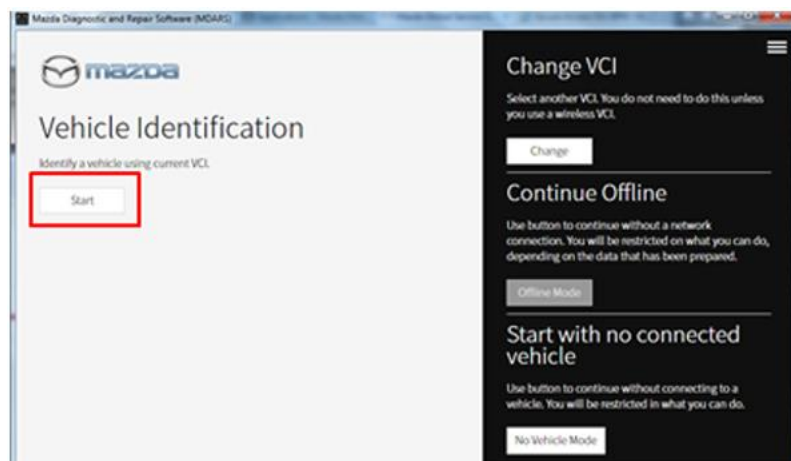 Mazda Diagnostic and Repair Software (MDARS)
mazda
Vehicle Identification
Identify a vehicle using current VCI.
Start
Change VCI
Select another VCI. You do not need to do this unless
you use a wireless VCI.
Change
Continue Offline
Use button to continue without a network
connection. You will be restricted on what you can do,
depending on the data that has been prepared.
Offline Mode
Start with no connected
vehicle
Use button to continue without connecting to a
vehicle. You will be restricted in what you can do.
No Vehicle Mode